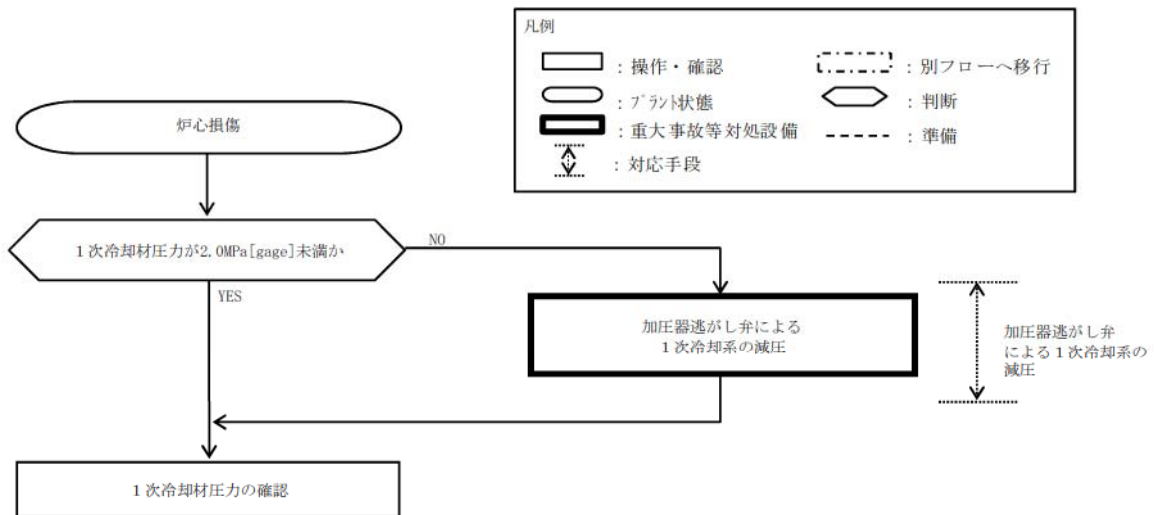 凡例
: 操作・確認
: 別フローへ移行
: プラント状態
: 判断
: 重大事故等対処設備
: 準備
: 対応手段
炉心損傷
1次冷却材圧力が2.0MPa[gage]未満か
NO
YES
加圧器逃がし弁による
1次冷却系の減圧
加圧器逃がし弁
による1次冷却系の
減圧
1次冷却材圧力の確認